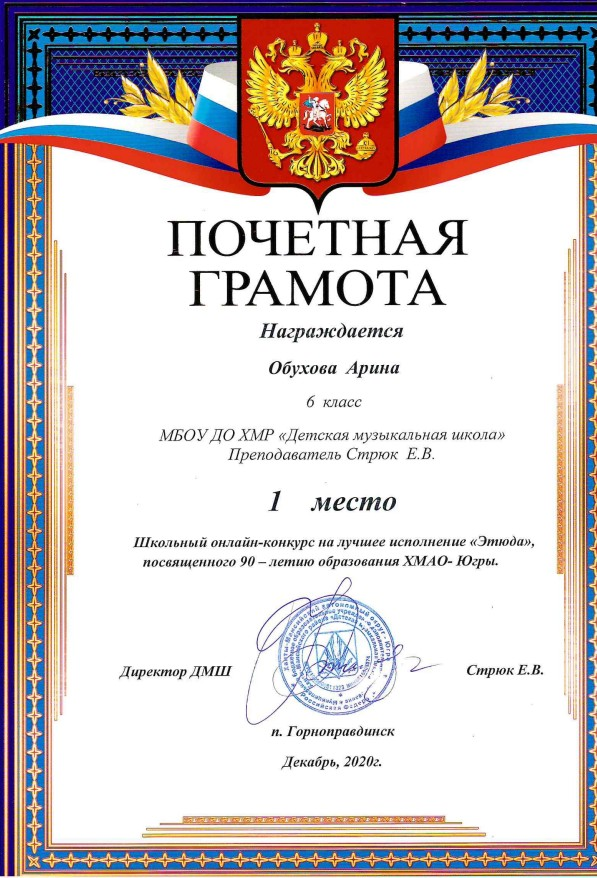 ПОЧЕТНАЯ
ГРАМОТА
Награждается
Обухова Арина
6 класс
МБОУ ДО ХМР «Детская музыкальная школа»
Преподаватель Стрюк Е.В.
1 место
Школьный онлайн-конкурс на лучшее исполнение «Этюда»,
посвященного 90 – летию образования ХМАО- Югры.
Директор ДМШ
Стрюк Е.В.
п. Горноправдинск
Декабрь, 2020г.